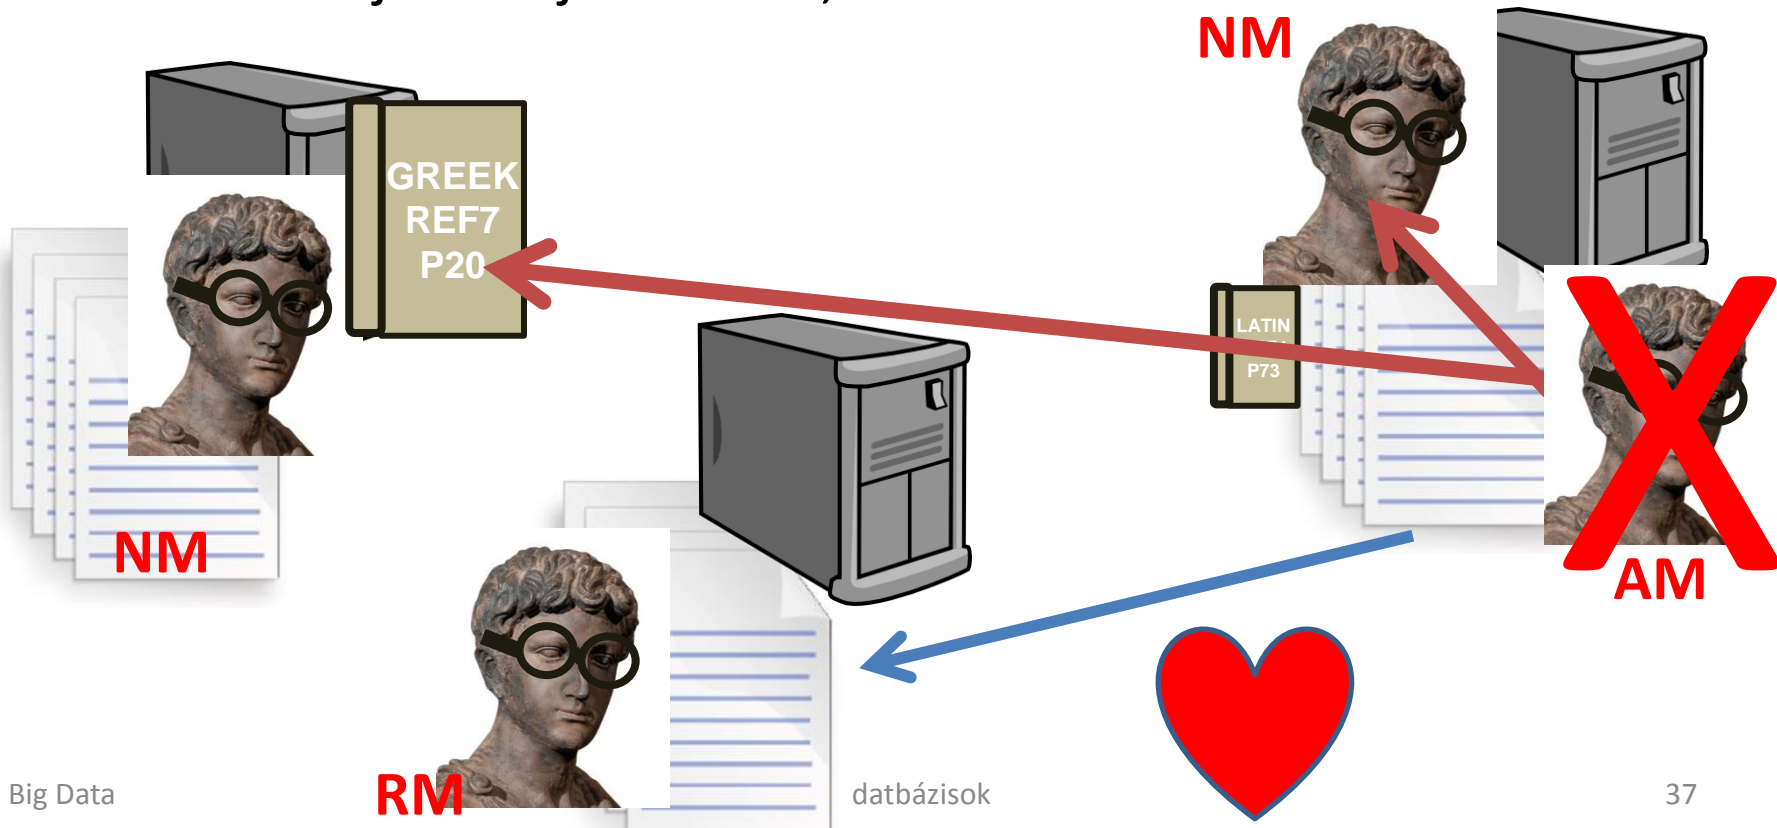 NM
GREEK
REF7
P20
LATIN
P73
NM
AM
RM
Big Data
datbázisok
37